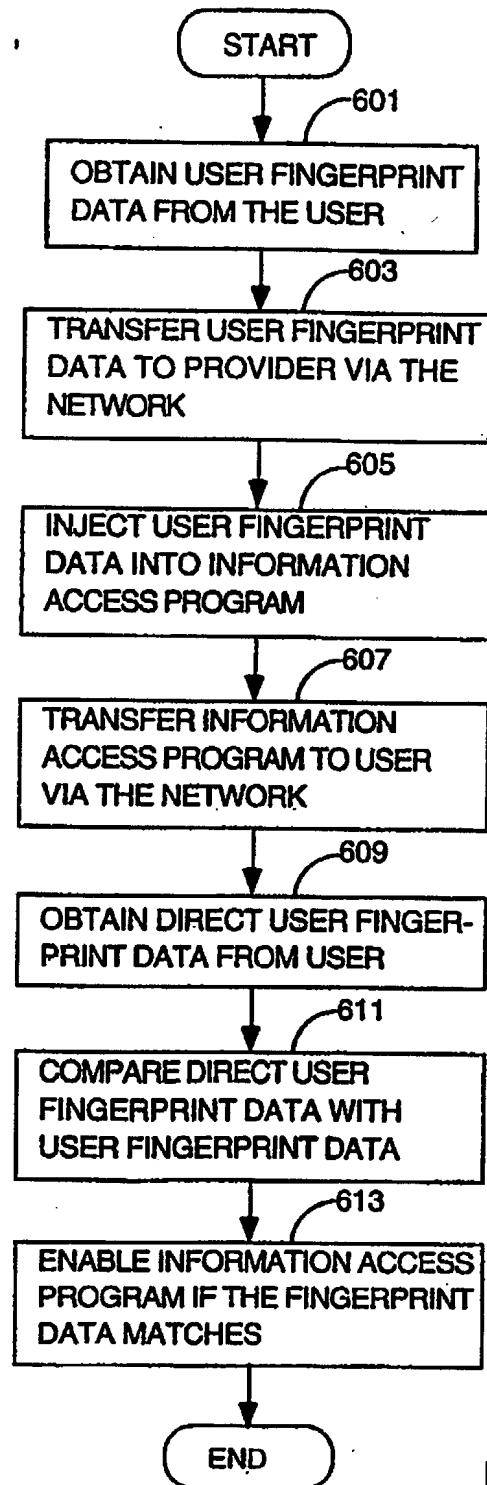 START
601
OBTAIN USER FINGERPRINT
DATA FROM THE USER
603
TRANSFER USER FINGERPRINT
DATA TO PROVIDER VIA THE
NETWORK
605
INJECT USER FINGERPRINT
DATA INTO INFORMATION
ACCESS PROGRAM
607
TRANSFER INFORMATION
ACCESS PROGRAM TO USER
VIA THE NETWORK
609
OBTAIN DIRECT USER FINGER-
PRINT DATA FROM USER
611
COMPARE DIRECT USER
FINGERPRINT DATA WITH
USER FINGERPRINT DATA
613
ENABLE INFORMATION ACCESS
PROGRAM IF THE FINGERPRINT
DATA MATCHES
END